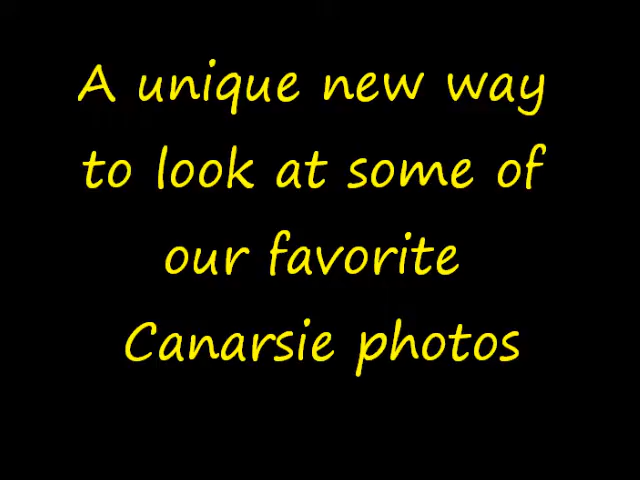 A unique new way
to look at some of
our favorite
Canarsie photos